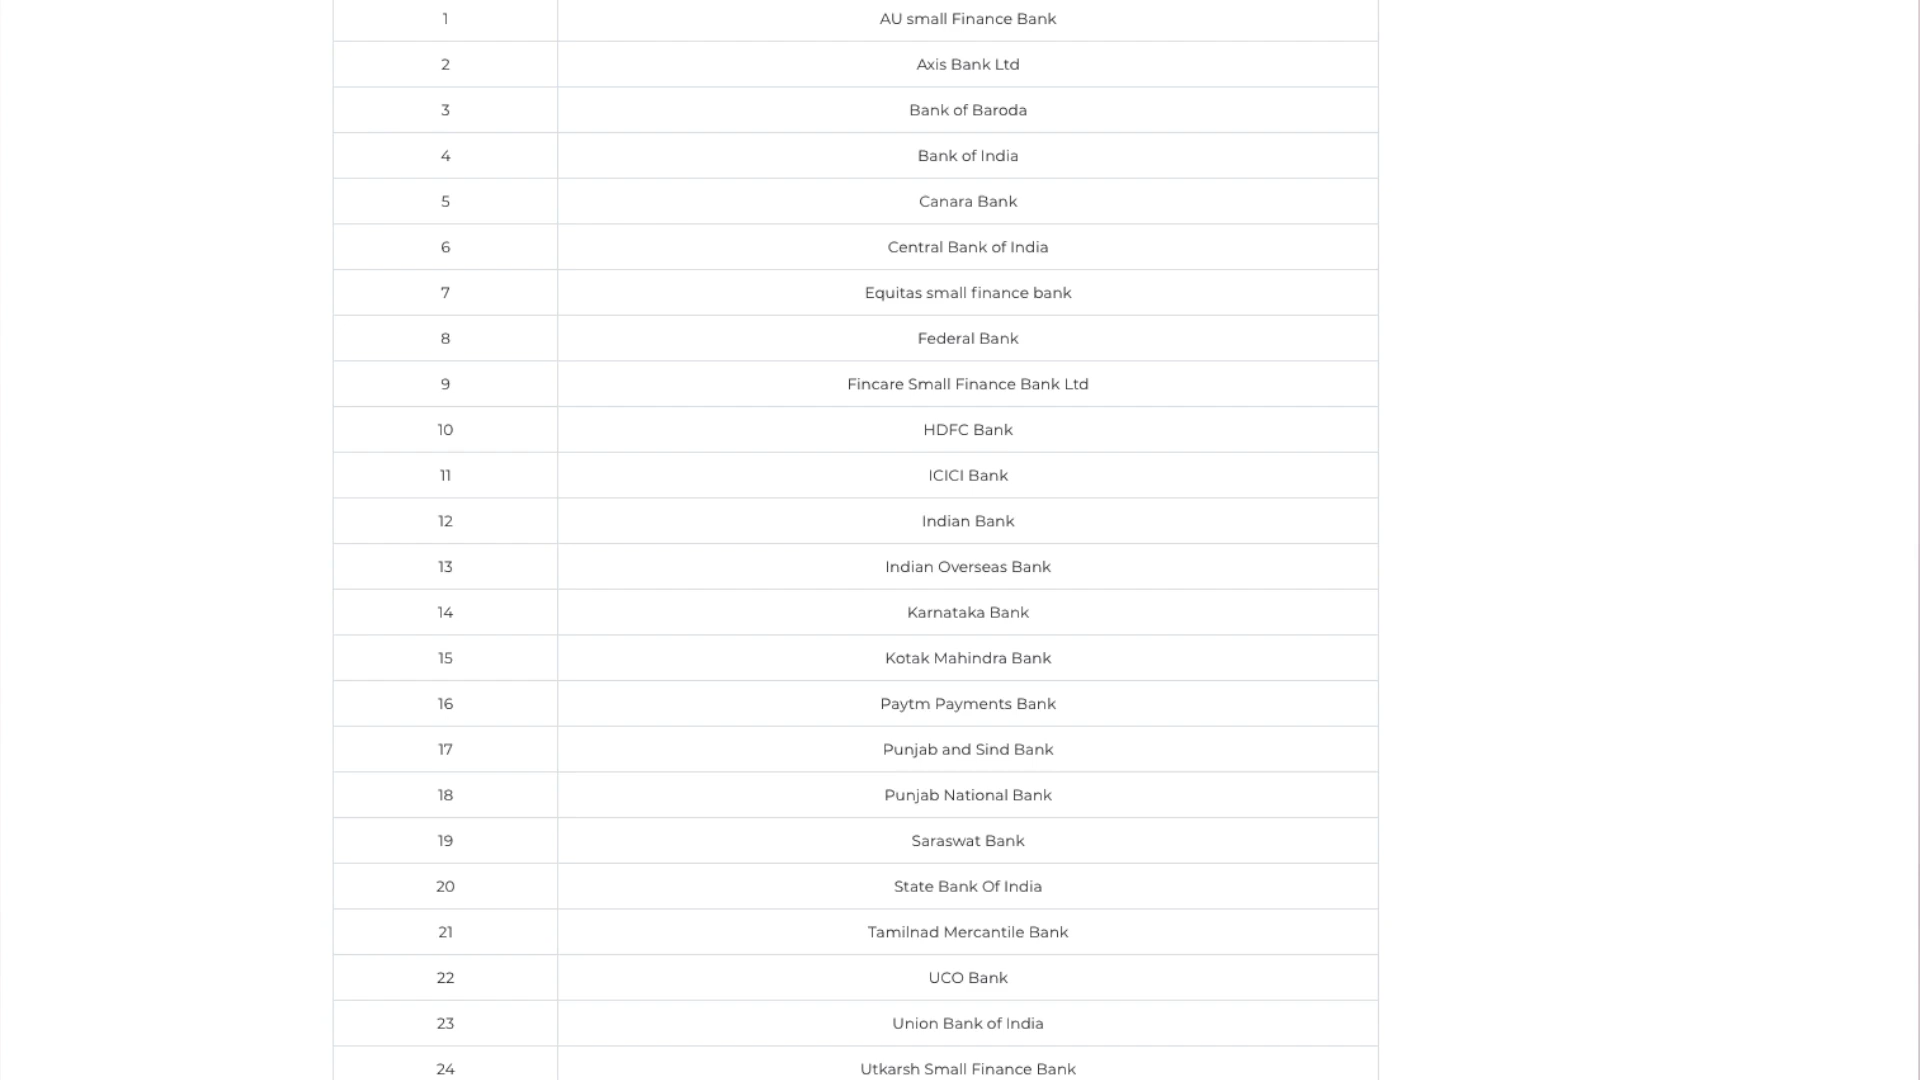 1 AU small Finance Bank
2 Axis Bank Ltd
3 Bank of Baroda
4 Bank of India
5 Canara Bank
6 Central Bank of India
7 Equitas small finance bank
8 Federal Bank
9 Fincare Small Finance Bank Ltd
10 HDFC Bank
11 ICICI Bank
12 Indian Bank
13 Indian Overseas Bank
14 Karnataka Bank
15 Kotak Mahindra Bank
16 Paytm Payments Bank
17 Punjab and Sind Bank
18 Punjab National Bank
19 Saraswat Bank
20 State Bank Of India
21 Tamilnad Mercantile Bank
22 UCO Bank
23 Union Bank of India
24 Utkarsh Small Finance Bank